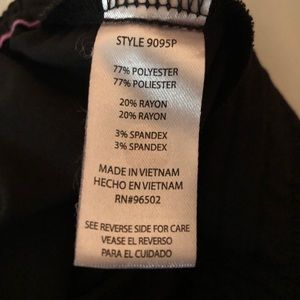 STYLE 9095P
77% POLYESTER
77% POLIESTER
20% RAYON
20% RAYON
3% SPANDEX
3% SPANDEX
MADE IN VIETNAM
HECHO EN VIETNAM
RN#96502
SEE REVERSE SIDE FOR CARE
VEASE EL REVERSO
PARA EL CUIDADO